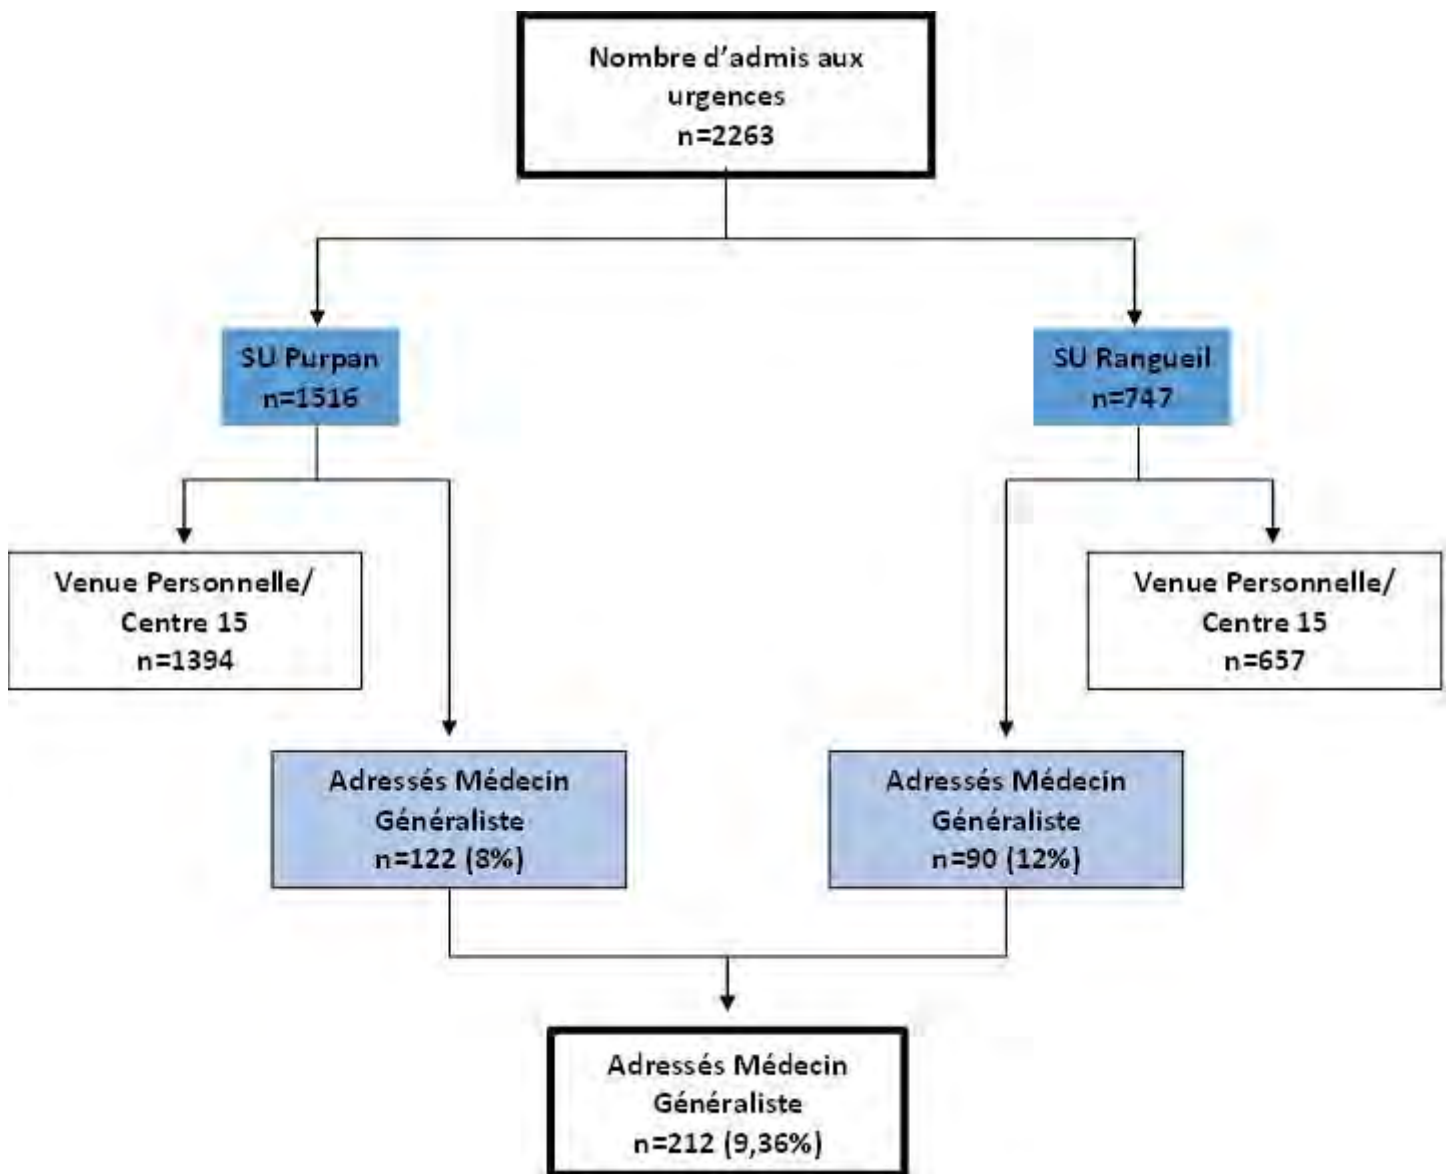 Nombre d'admis aux
urgences
n=2263
SU Purpan
n=1516
SU Rangueil
n=747
Venue Personnelle/
Centre 15
n=1394
Venue Personnelle/
Centre 15
n=657
Adressés Médecin
Généraliste
n=122 (8%)
Adressés Médecin
Généraliste
n=90 (12%)
Adressés Médecin
Généraliste
n=212 (9,36%)